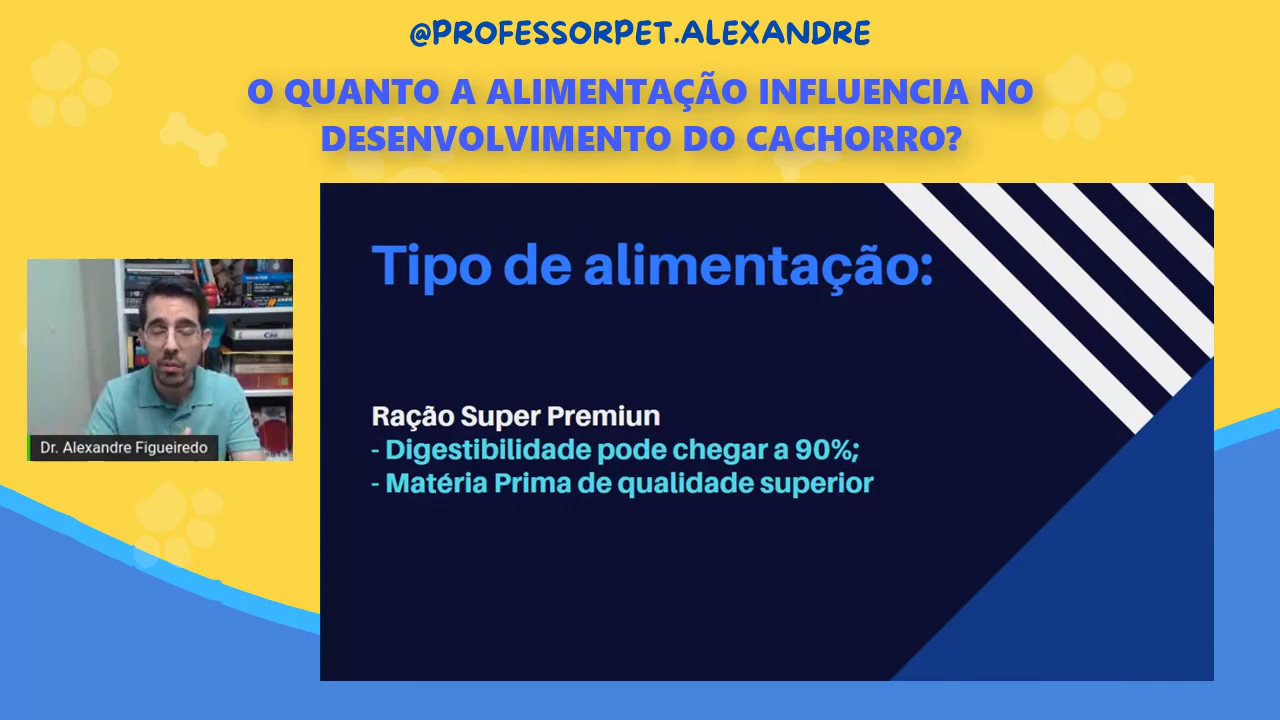 @PROFESSORPET.ALEXANDRE
O QUANTO A ALIMENTAÇÃO INFLUENCIA NO
DESENVOLVIMENTO DO CACHORRO?
Tipo de alimentação:
Ração Super Premiun
- Digestibilidade pode chegar a 90%;
- Matéria Prima de qualidade superior
Dr. Alexandre Figueiredo